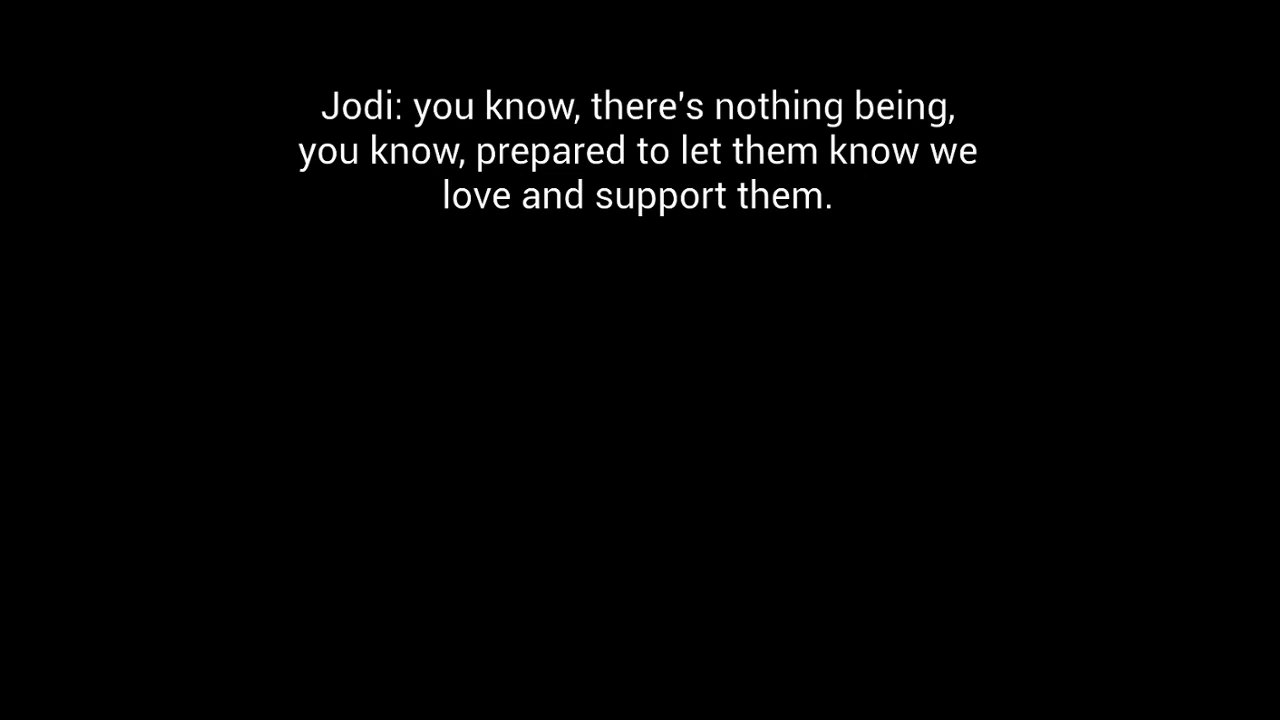 Jodi: you know, there's nothing being,
you know, prepared to let them know we
love and support them.